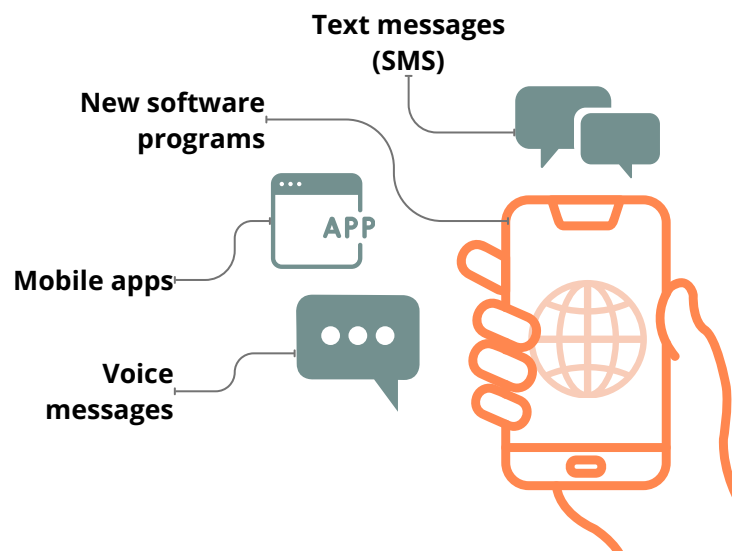 Text messages
(SMS)
New software
programs
APP
Mobile apps
Voice
messages